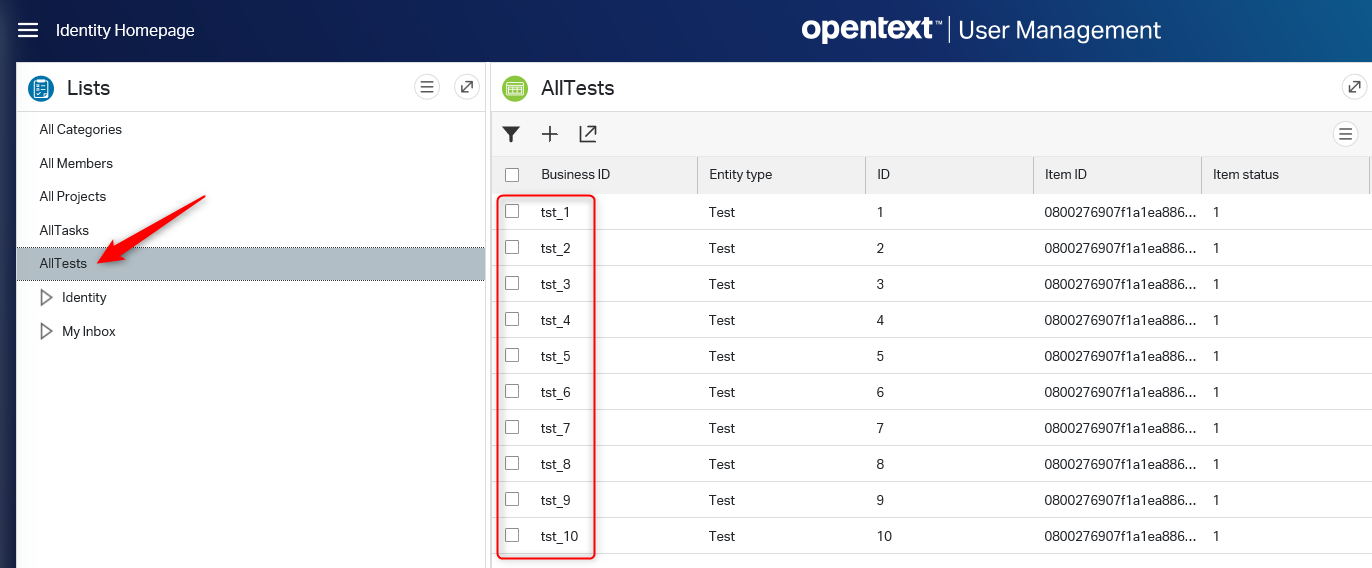 Identity Homepage
opentext™ | User Management
Lists
All Categories
All Members
All Projects
AllTasks
AllTests
Identity
My Inbox
AllTests
Business ID Entity type ID Item ID Item status
tst_1 Test 1 0800276907f1a1ea886... 1
tst_2 Test 2 0800276907f1a1ea886... 1
tst_3 Test 3 0800276907f1a1ea886... 1
tst_4 Test 4 0800276907f1a1ea886... 1
tst_5 Test 5 0800276907f1a1ea886... 1
tst_6 Test 6 0800276907f1a1ea886... 1
tst_7 Test 7 0800276907f1a1ea886... 1
tst_8 Test 8 0800276907f1a1ea886... 1
tst_9 Test 9 0800276907f1a1ea886... 1
tst_10 Test 10 0800276907f1a1ea886... 1